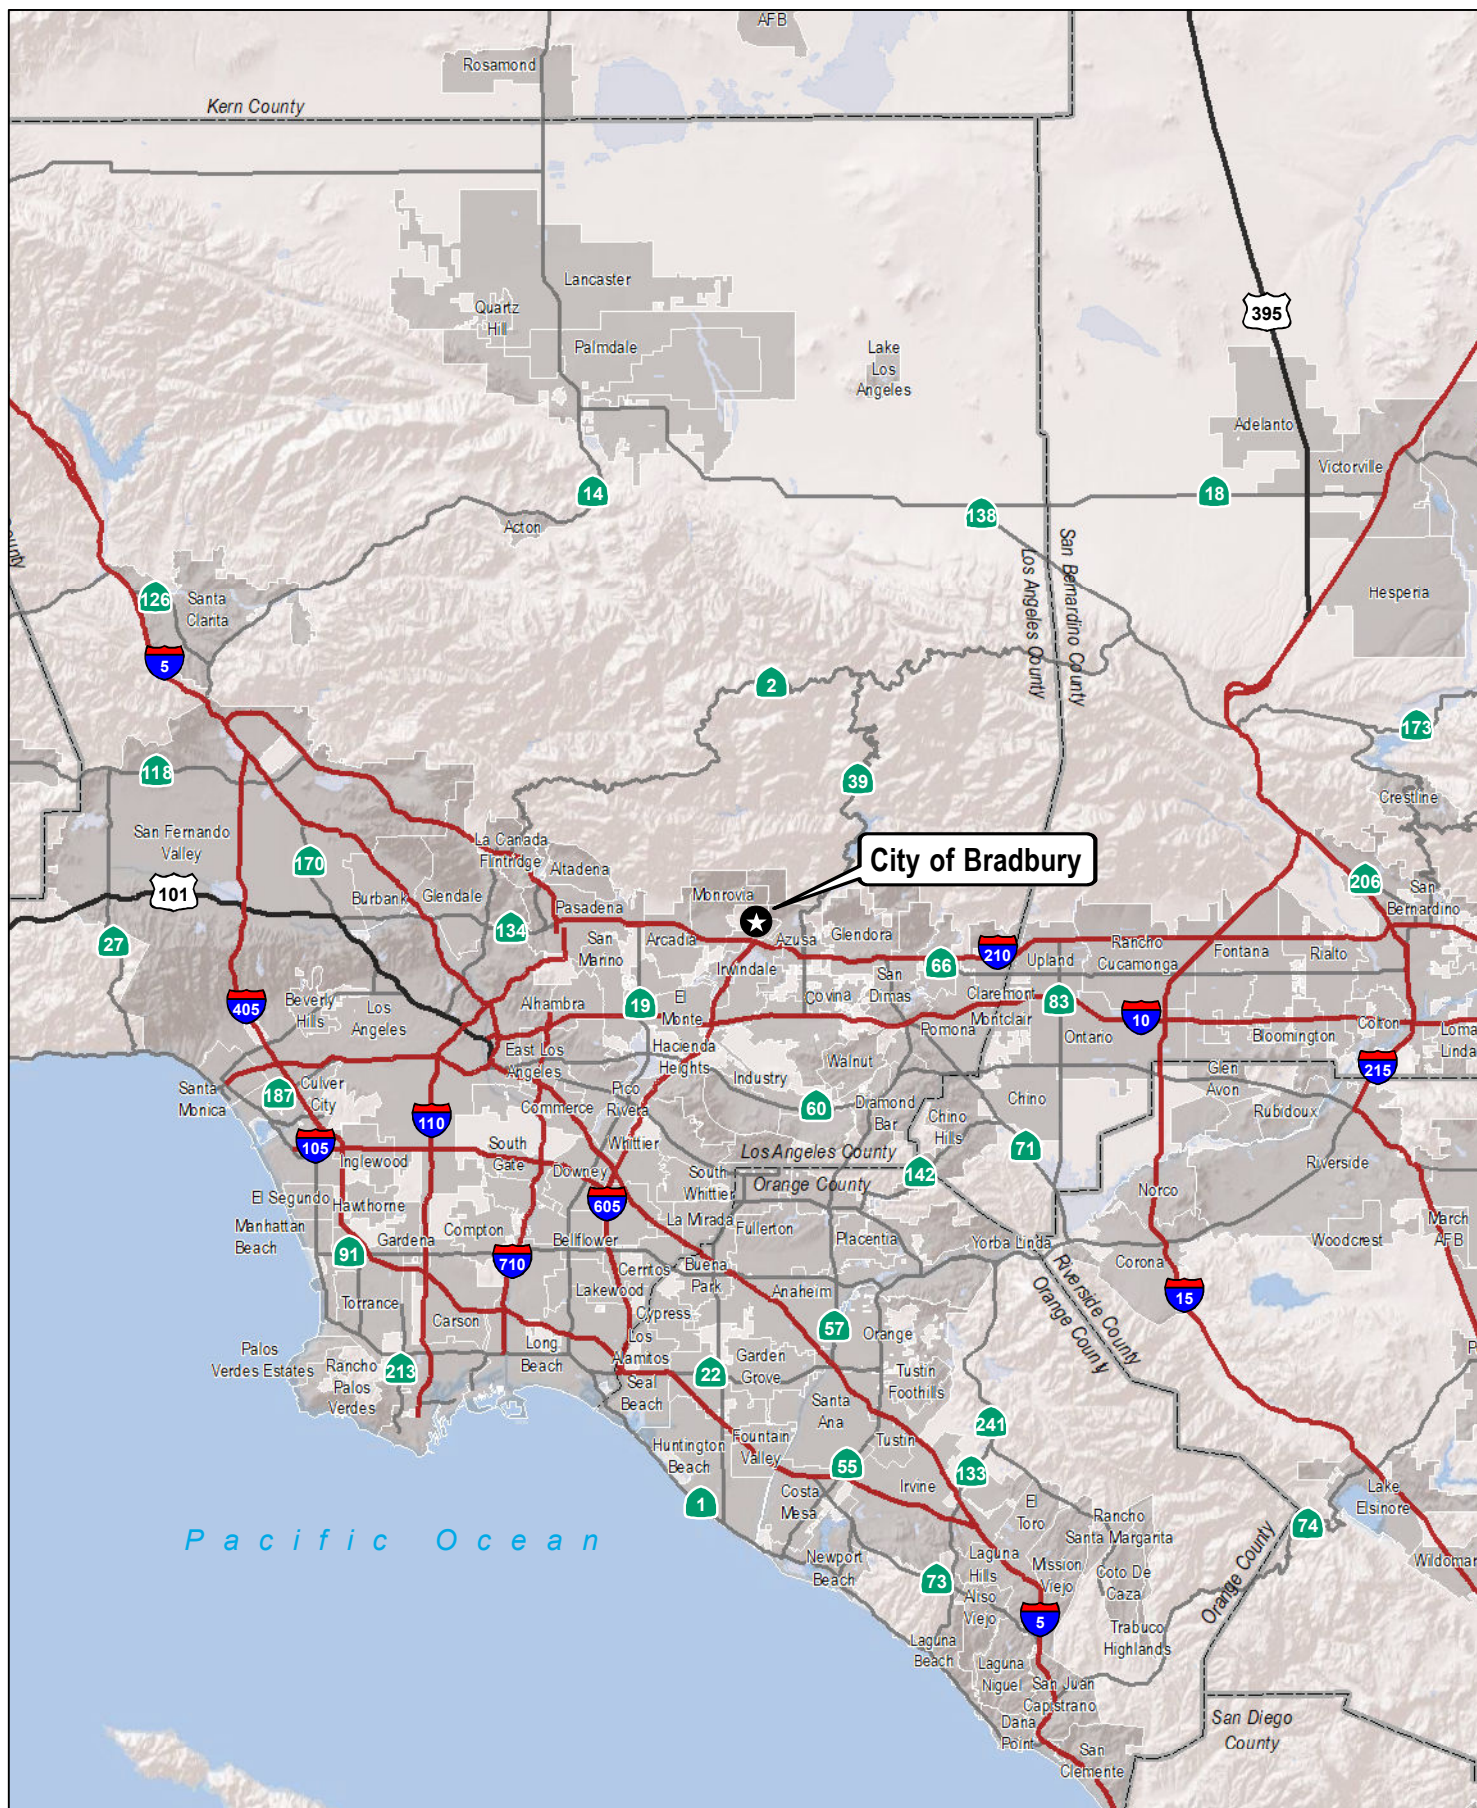 AFB
Rosamond
Kern County
Lancaster
Quartz
Hill
395
Palmdale
Lake
Los
Angeles
Adelanto
Victorville
14
18
138
Acton
San Bernardino County
Los Angeles County
Hesperia
126
Santa
Clarita
5
2
173
118
39
Crestline
San Fernando
Valley
La Canada
Flintridge
170
Altadena
City of Bradbury
101
Burbank
Glendale
Monrovia
206
San
Bernardino
Pasadena
134
27
San
Marino
Arcadia
Azusa
Glendora
66
210
Upland
Rancho
Cucamonga
Fontana
Rialto
Irwindale
405
Beverly
Hills
Los
Angeles
Alhambra
19
El
Monte
Covina
San
Dimas
Claremont
83
Montclair
Pomona
Ontario
10
Bloomington
Colton
Loma
Linda
East Los
Angeles
Hacienda
Heights
Walnut
Industry
215
Glen
Avon
Santa
Monica
187
Culver
City
110
Commerce
Pico
Rivera
60
Diamond
Bar
Chino
Hills
Chino
Rubidoux
105
Inglewood
South
Gate
Whittier
Downey
Los Angeles County
Orange County
142
71
Riverside
South
Whittier
El Segundo
Hawthorne
605
Norco
Manhattan
Beach
Compton
La Mirada
Fullerton
March
AFB
91
Gardena
710
Bellflower
Placentia
Yorba Linda
Woodcrest
Corona
Cerritos
Buena
Park
Riverside County
Orange County
Lakewood
Anaheim
15
Torrance
Carson
Cypress
57
Orange
Long
Beach
Los
Alamitos
Palos
Verdes Estates
Rancho
Palos
Verdes
213
22
Garden
Grove
Tustin
Foothills
Seal
Beach
Santa
Ana
241
Huntington
Beach
Fountain
Valley
Tustin
55
133
Irvine
1
Costa
Mesa
El
Toro
Rancho
Santa Margarita
Lake
Elsinore
74
Pacific Ocean
Newport
Beach
Laguna
Hills
Mission
Viejo
Coto De
Caza
Orange County
Wildomar
73
Aliso
Viejo
5
Trabuco
Highlands
Laguna
Beach
Laguna
Niguel
San Juan
Capistrano
Dana
Point
San Diego
County
San
Clemente